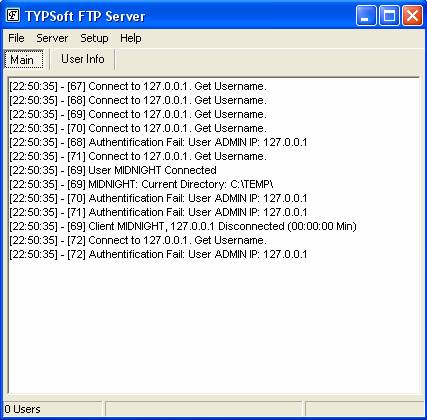 TYPSoft FTP Server
File Server Setup Help
Main User Info
[22:50:35] - [67] Connect to 127.0.0.1. Get Username.
[22:50:35] - [68] Connect to 127.0.0.1. Get Username.
[22:50:35] - [69] Connect to 127.0.0.1. Get Username.
[22:50:35] - [70] Connect to 127.0.0.1. Get Username.
[22:50:35] - [68] Authentification Fail: User ADMIN IP: 127.0.0.1
[22:50:35] - [71] Connect to 127.0.0.1. Get Username.
[22:50:35] - [69] User MIDNIGHT Connected
[22:50:35] - [69] MIDNIGHT: Current Directory: C:\TEMP\
[22:50:35] - [70] Authentification Fail: User ADMIN IP: 127.0.0.1
[22:50:35] - [71] Authentification Fail: User ADMIN IP: 127.0.0.1
[22:50:35] - [69] Client MIDNIGHT, 127.0.0.1 Disconnected (00:00:00 Min)
[22:50:35] - [72] Connect to 127.0.0.1. Get Username.
[22:50:35] - [72] Authentification Fail: User ADMIN IP: 127.0.0.1
0 Users